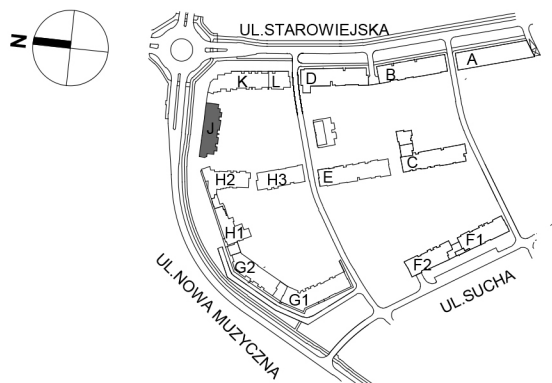 N
UL.STAROWIEJSKA
A
B
D
K
L
J
C
H2
H3
E
H1
F1
G2
F2
G1
UL.NOWA MUZYCZNA
UL.SUCHA